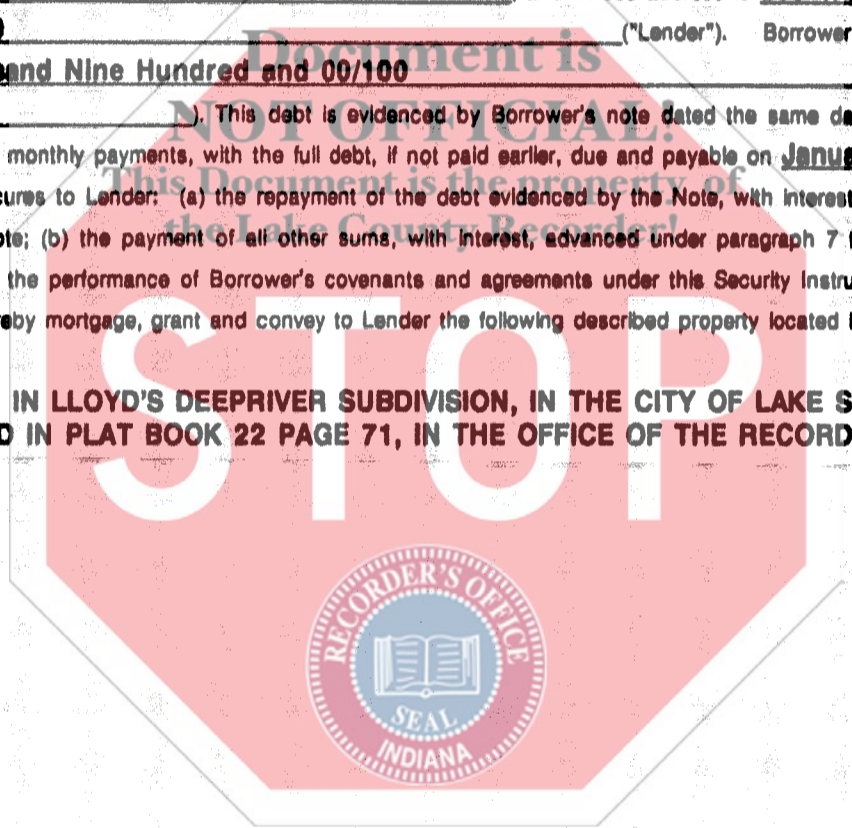 ("Lender"). Borrower
and Nine Hundred and 00/100
Document is
NOT OFFICIAL!
). This debt is evidenced by Borrower's note dated the same da
monthly payments, with the full debt, if not paid earlier, due and payable on Janua
This Document is the property of
the Lake County Recorder!
cures to Lender: (a) the repayment of the debt evidenced by the Note, with interest
ote; (b) the payment of all other sums, with interest, advanced under paragraph 7
the performance of Borrower's covenants and agreements under this Security Instru
eby mortgage, grant and convey to Lender the following described property located
STOP
IN LLOYD'S DEEPRIVER SUBDIVISION, IN THE CITY OF LAKE S
D IN PLAT BOOK 22 PAGE 71, IN THE OFFICE OF THE RECORD
RECORDER'S OFFICE
SEAL
INDIANA